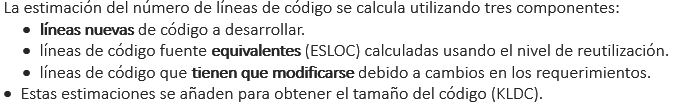 La estimación del número de líneas de código se calcula utilizando tres componentes:
• líneas nuevas de código a desarrollar.
• líneas de código fuente equivalentes (ESLOC) calculadas usando el nivel de reutilización.
• líneas de código que tienen que modificarse debido a cambios en los requerimientos.
• Estas estimaciones se añaden para obtener el tamaño del código (KLDC).